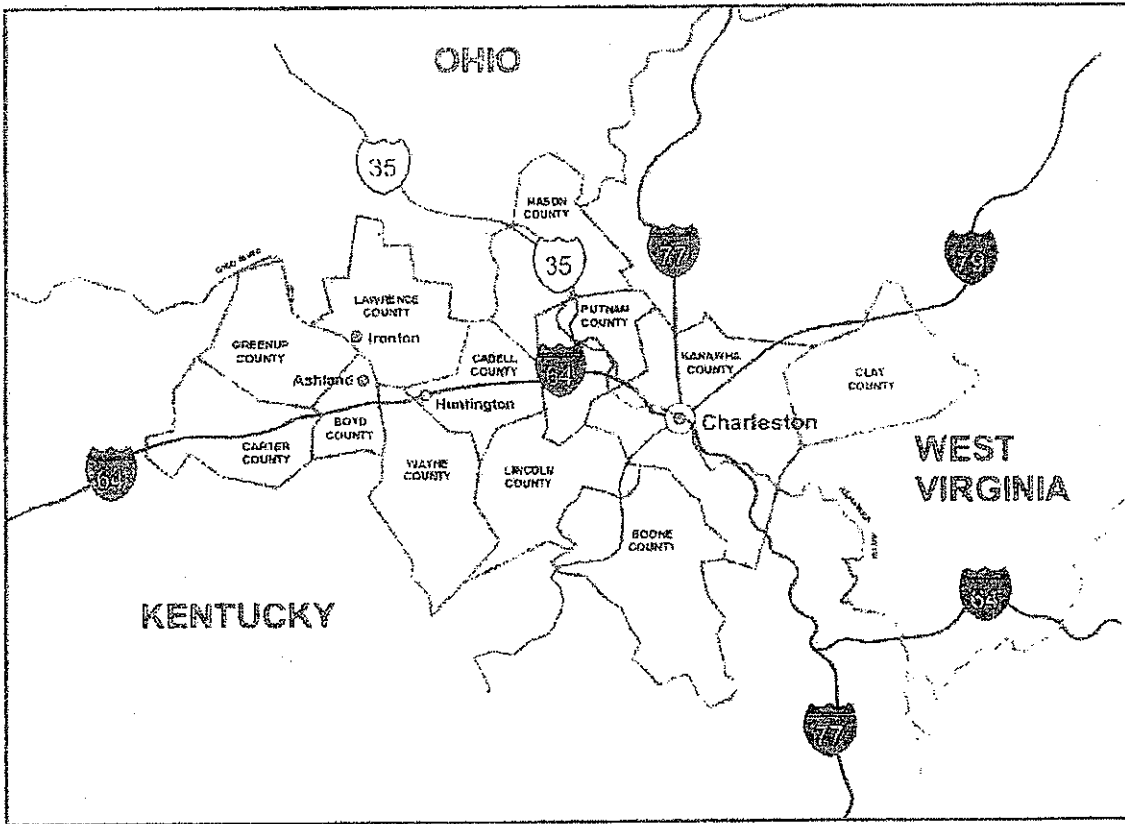 OHIO
35
MASON
COUNTY
77
79
35
OHIO RIVER
LAWRENCE
COUNTY
PUTNAM
COUNTY
Ironton
GREENUP
COUNTY
CABELL
COUNTY
64
KANAWHA
COUNTY
CLAY
COUNTY
Ashland
Huntington
BOYD
COUNTY
Charleston
CARTER
COUNTY
WAYNE
COUNTY
LINCOLN
COUNTY
WEST
VIRGINIA
64
BOONE
COUNTY
KENTUCKY
64
77